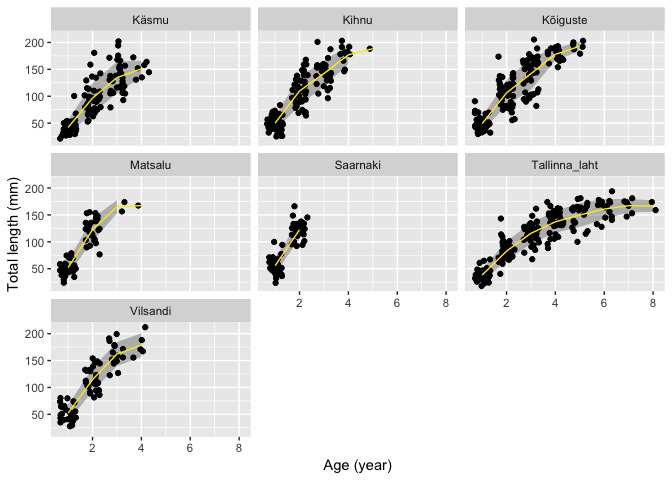 Käsmu Kihnu Kõiguste
200
150
100
50
Matsalu Saarnaki Tallinna_laht
200
150
100
50
2 4 6 8 2 4 6 8
Vilsandi
200
150
100
50
2 4 6 8
Total length (mm)
Age (year)